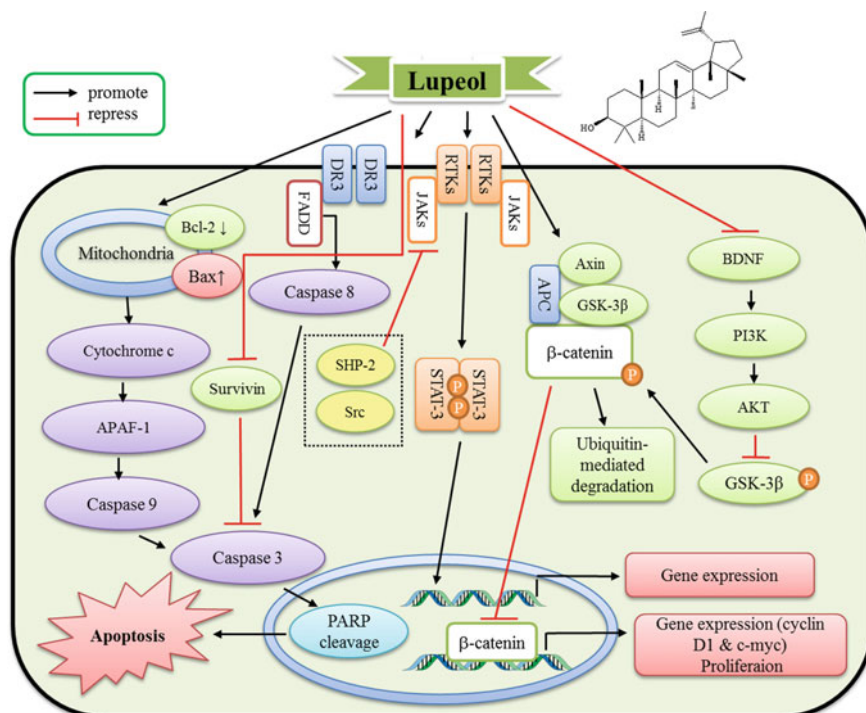 promote
repress
Lupeol
HO
H
H
H
DR3
DR3
FADD
JAKs
RTKs
RTKs
JAKs
Bcl-2 ↓
Mitochondria
Bax↑
Caspase 8
Cytochrome c
APAF-1
Caspase 9
Survivin
Caspase 3
SHP-2
Src
STAT-3
P
P
STAT-3
Axin
APC
GSK-3β
β-catenin
P
Ubiquitin-
mediated
degradation
BDNF
PI3K
AKT
GSK-3β
P
Apoptosis
PARP
cleavage
β-catenin
Gene expression
Gene expression (cyclin
D1 & c-myc)
Proliferaion